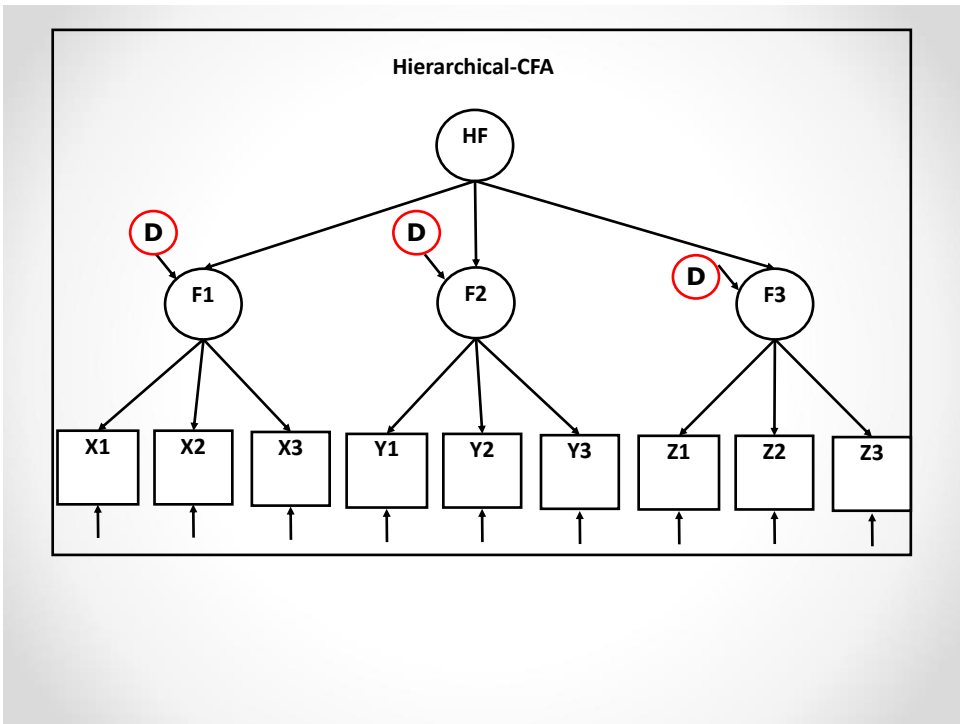 Hierarchical-CFA
HF
D
D
D
F1
F2
F3
X1
X2
X3
Y1
Y2
Y3
Z1
Z2
Z3